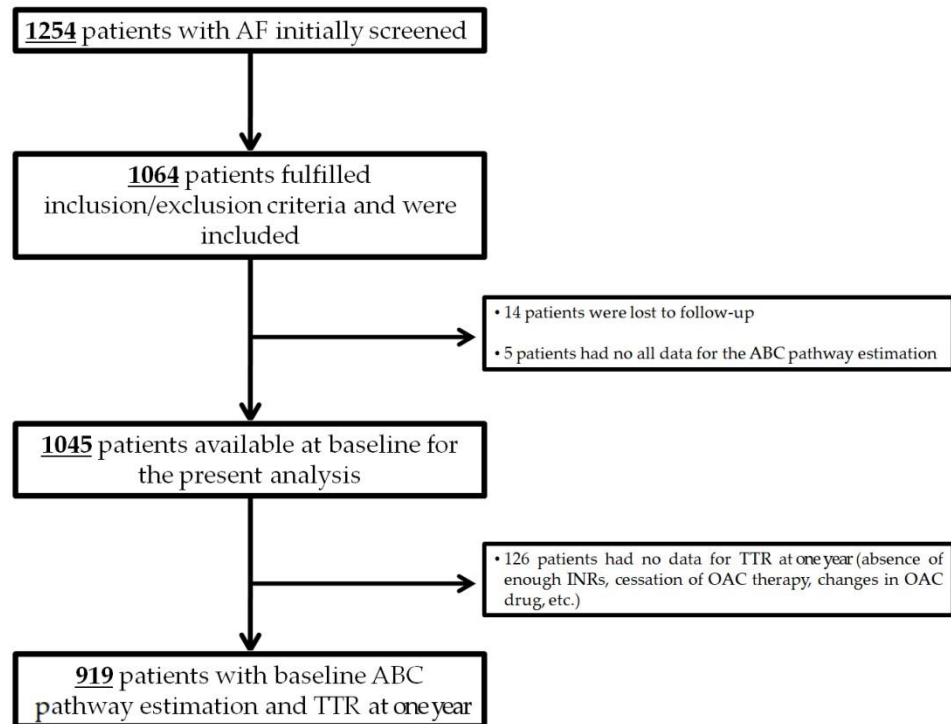 1254 patients with AF initially screened
1064 patients fulfilled
inclusion/exclusion criteria and were
included
• 14 patients were lost to follow-up
• 5 patients had no all data for the ABC pathway estimation
1045 patients available at baseline for
the present analysis
• 126 patients had no data for TTR at one year (absence of
enough INRs, cessation of OAC therapy, changes in OAC
drug, etc.)
919 patients with baseline ABC
pathway estimation and TTR at one year